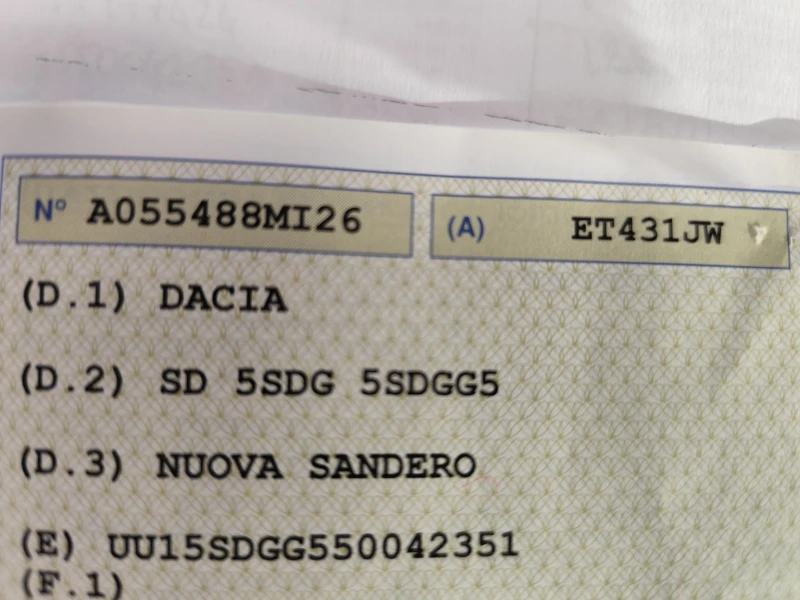 N° A055488MI26 (A) ET431JW
(D.1) DACIA
(D.2) SD 5SDG 5SDGG5
(D.3) NUOVA SANDERO
(E) UU15SDGG550042351
(F.1)